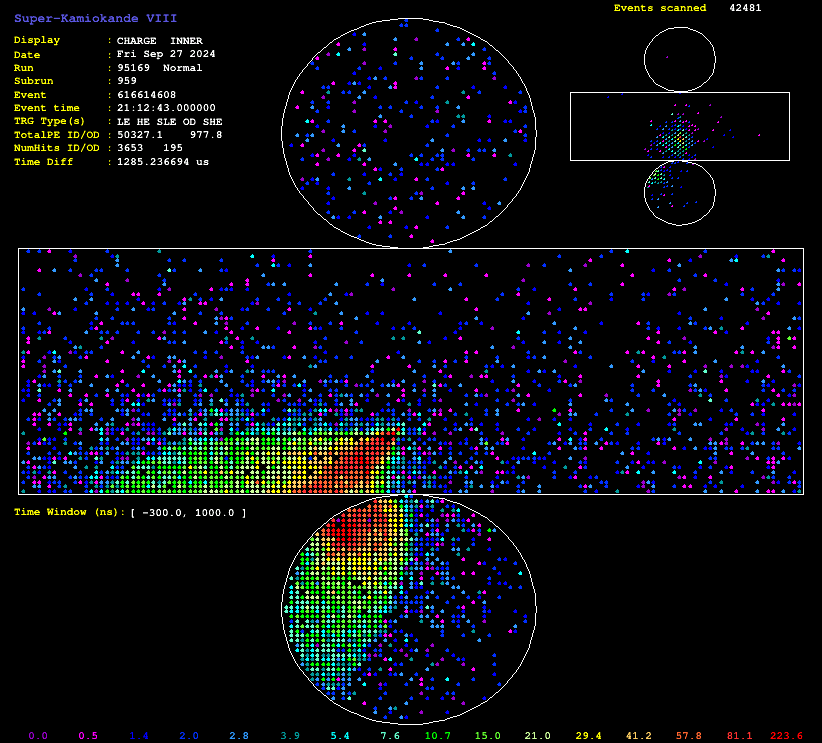 Super-Kamiokande VIII
Events scanned 42481
Display : CHARGE INNER
Date : Fri Sep 27 2024
Run : 95169 Normal
Subrun : 959
Event : 616614608
Event time : 21:12:43.000000
TRG Type(s) : LE HE SLE OD SHE
TotalPE ID/OD : 50327.1 977.8
NumHits ID/OD : 3653 195
Time Diff : 1285.236694 us
Time Window (ns): [ -300.0, 1000.0 ]
0.0 0.5 1.4 2.0 2.8 3.9 5.4 7.6 10.7 15.0 21.0 29.4 41.2 57.8 81.1 223.6